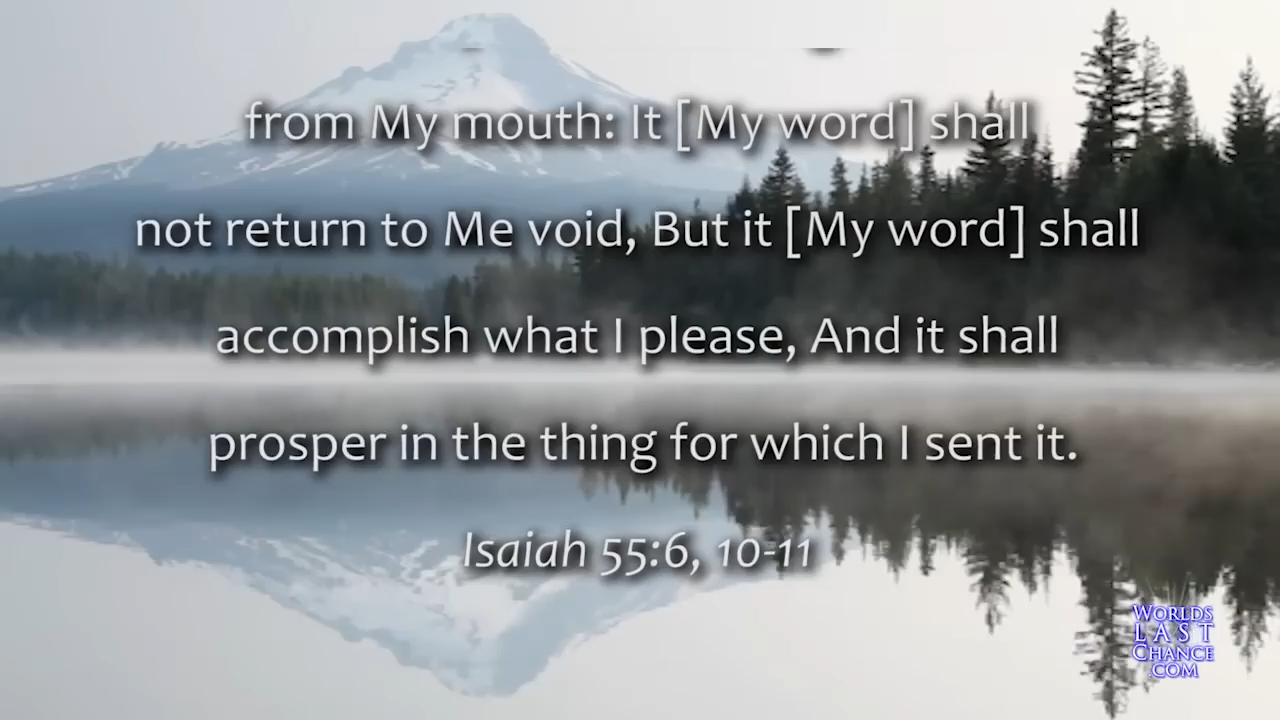 from My mouth: It [My word] shall
not return to Me void, But it [My word] shall
accomplish what I please, And it shall
prosper in the thing for which I sent it.
Isaiah 55:6, 10-11
WORLDS
LAST
CHANCE
.COM